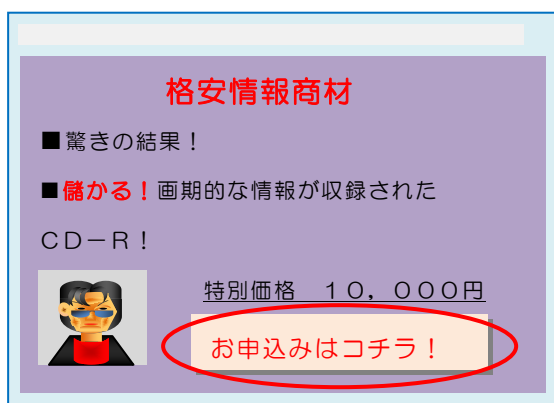 格安情報商材
■驚きの結果！
■儲かる！画期的な情報が収録された
ＣＤ－Ｒ！
特別価格　１０，０００円
お申込みはコチラ！